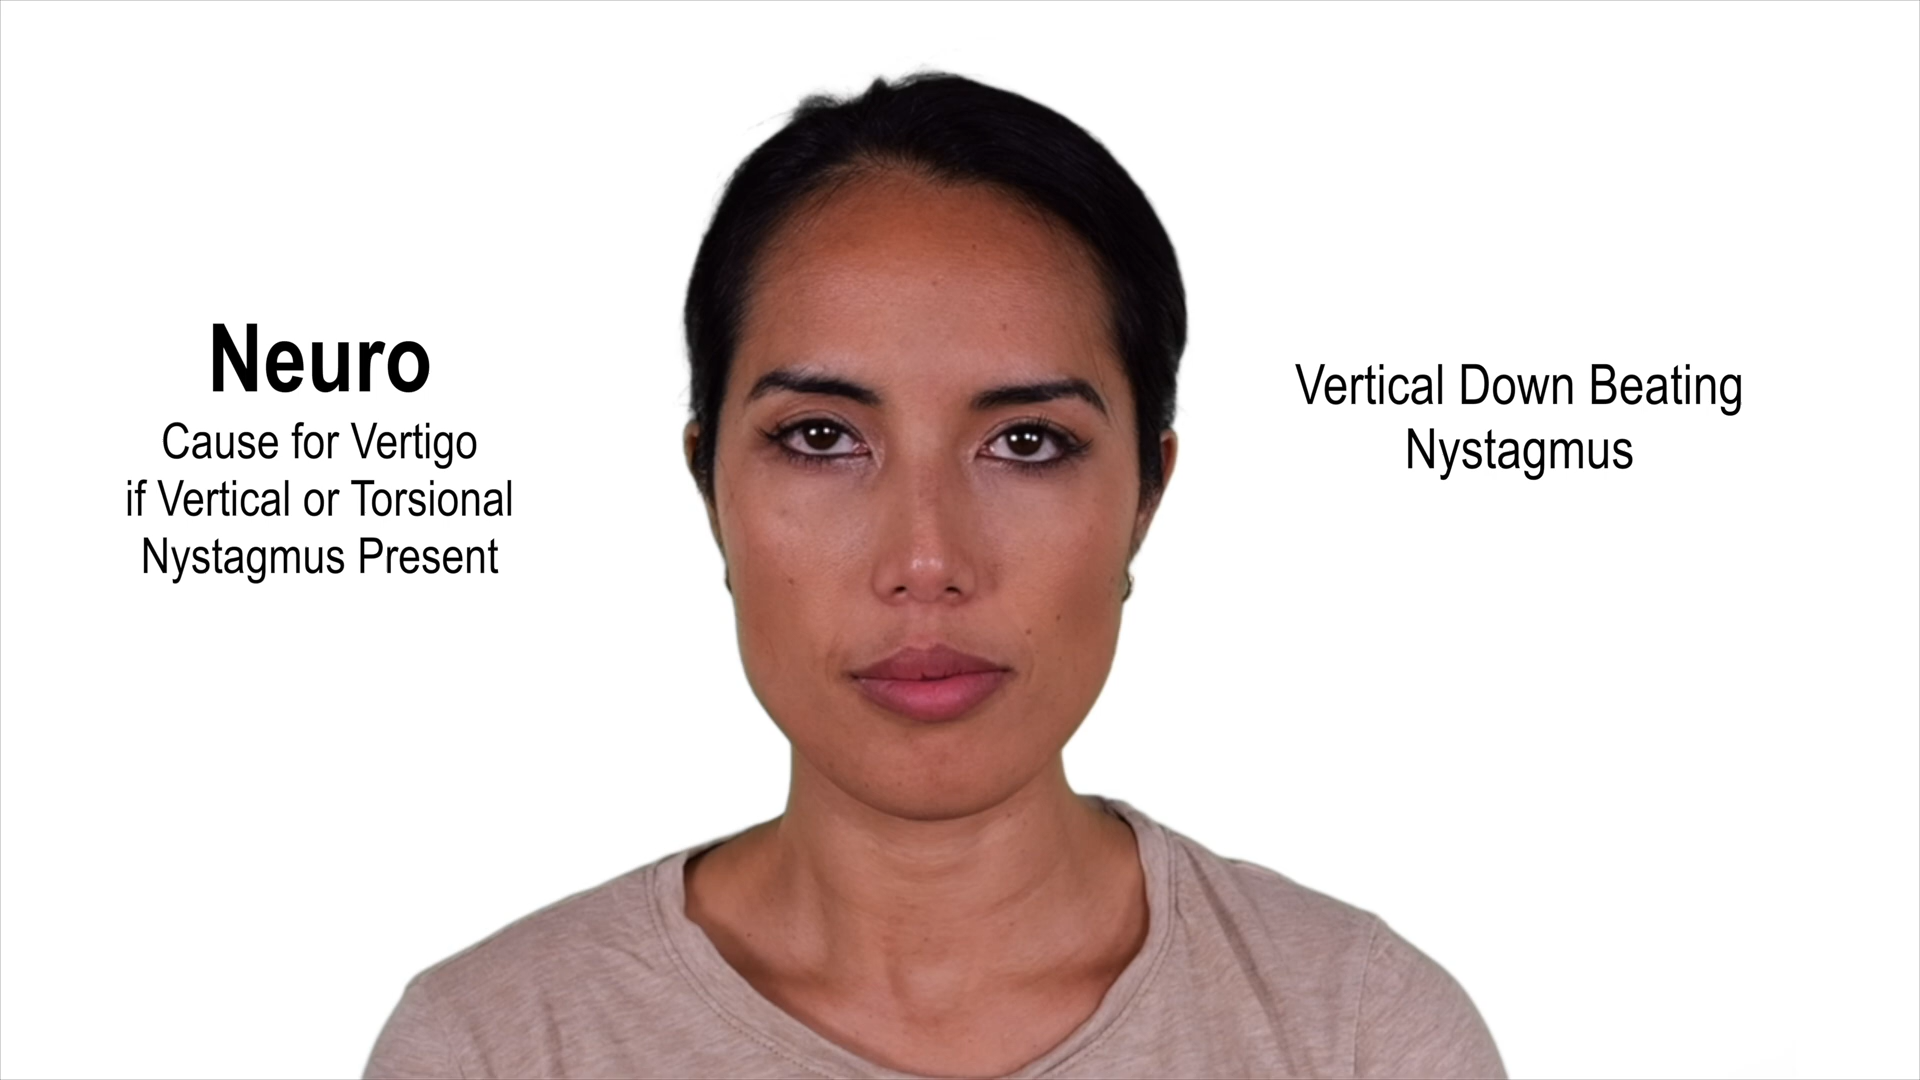 Neuro
Cause for Vertigo
if Vertical or Torsional
Nystagmus Present
Vertical Down Beating
Nystagmus